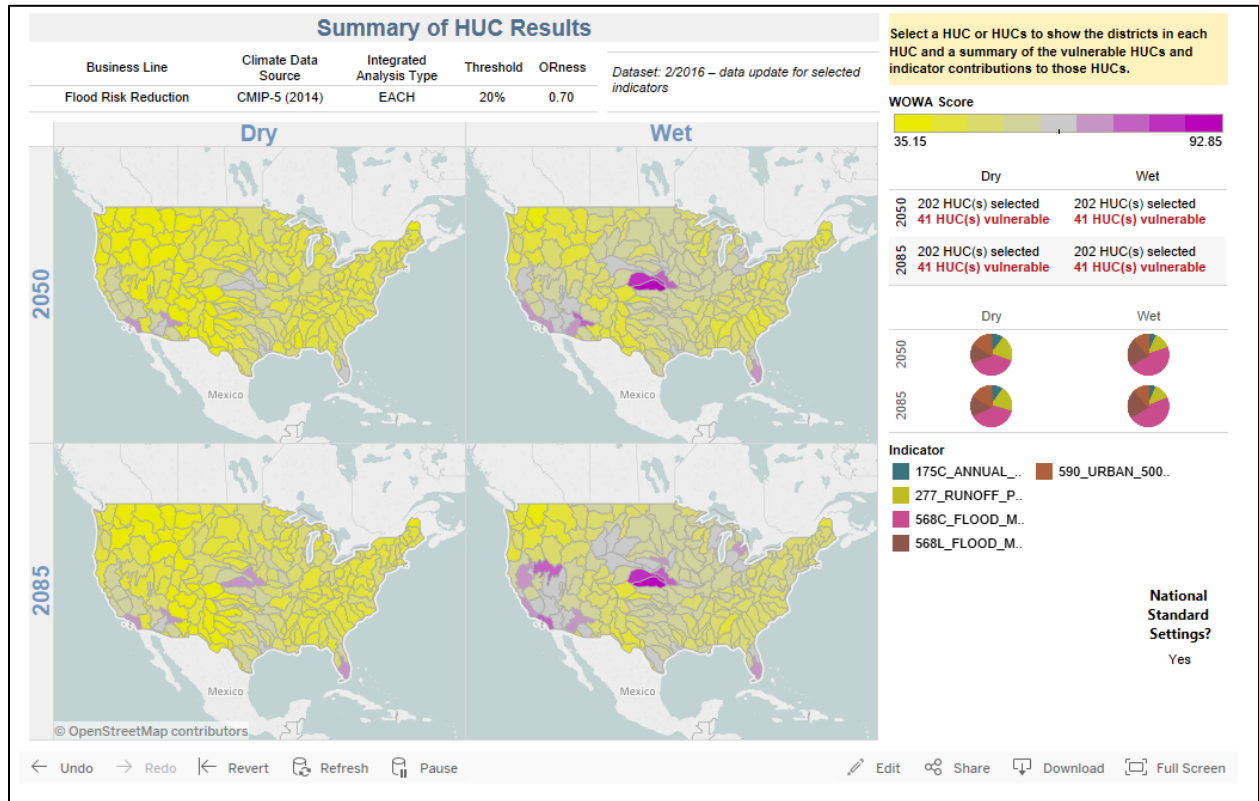 Summary of HUC Results
Business Line
Climate Data Source
Integrated Analysis Type
Threshold
ORness
Flood Risk Reduction
CMIP-5 (2014)
EACH
20%
0.70
Dataset: 2/2016 – data update for selected
indicators
Select a HUC or HUCs to show the districts in each
HUC and a summary of the vulnerable HUCs and
indicator contributions to those HUCs.
WOWA Score
35.15 92.85
Dry Wet
2050
202 HUC(s) selected 202 HUC(s) selected
41 HUC(s) vulnerable 41 HUC(s) vulnerable
2085
202 HUC(s) selected 202 HUC(s) selected
41 HUC(s) vulnerable 41 HUC(s) vulnerable
Dry Wet
2050
2085
Indicator
175C_ANNUAL_.. 590_URBAN_500..
277_RUNOFF_P..
568C_FLOOD_M..
568L_FLOOD_M..
National
Standard
Settings?
Yes
Dry Wet
2050
Mexico Mexico
2085
Mexico Mexico
© OpenStreetMap contributors
Undo Redo Revert Refresh Pause Edit Share Download Full Screen